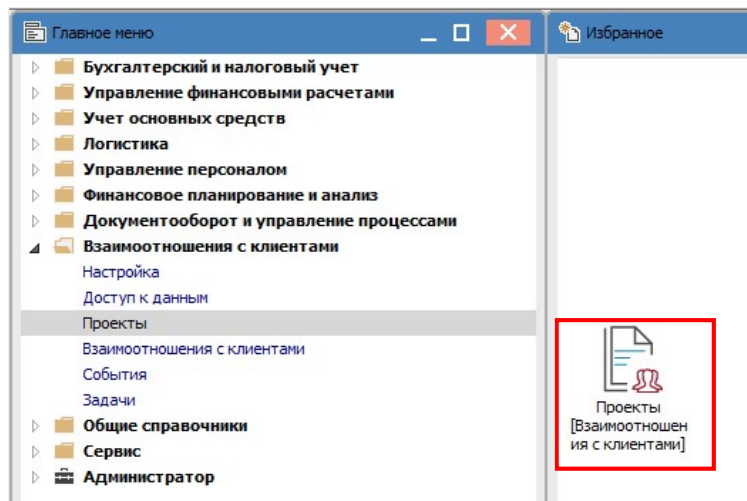 Главное меню
Бухгалтерский и налоговый учет
Управление финансовыми расчетами
Учет основных средств
Логистика
Управление персоналом
Финансовое планирование и анализ
Документооборот и управление процессами
Взаимоотношения с клиентами
Настройка
Доступ к данным
Проекты
Взаимоотношения с клиентами
События
Задачи
Общие справочники
Сервис
Администратор
Избранное
Проекты
[Взаимоотношен
ия с клиентами]